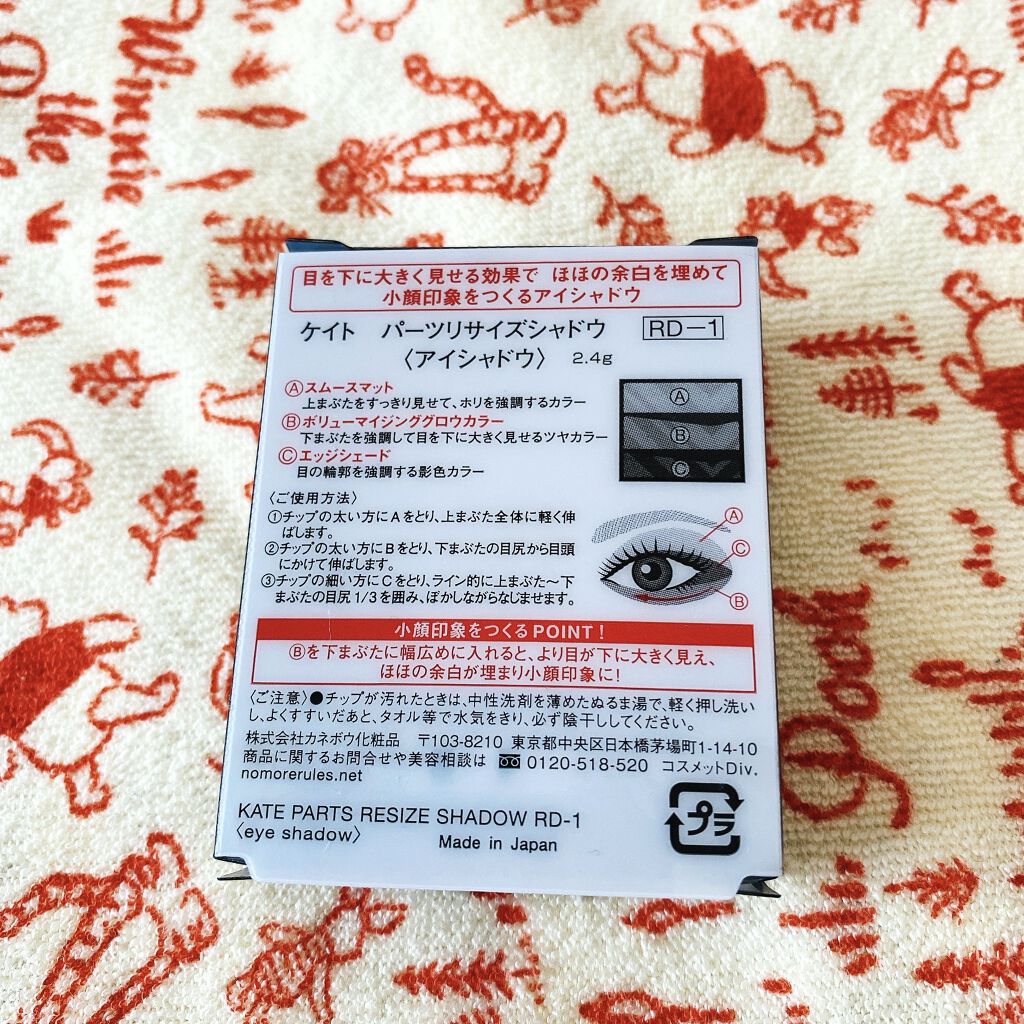 Winnie
the
Pooh
目を下に大きく見せる効果で ほほの余白を埋めて
小顔印象をつくるアイシャドウ
ケイト パーツリサイズシャドウ RD-1
〈アイシャドウ〉 2.4g
Ⓐスムースマット
上まぶたをすっきり見せて、ホリを強調するカラー
Ⓑボリューマイジンググロウカラー
下まぶたを強調して目を下に大きく見せるツヤカラー
Ⓒエッジシェード
目の輪郭を強調する影色カラー
Ⓐ
Ⓑ
Ⓒ
〈ご使用方法〉
①チップの太い方にAをとり、上まぶた全体に軽く伸
ばします。
②チップの太い方にBをとり、下まぶたの目尻から目頭
にかけて伸ばします。
③チップの細い方にCをとり、ライン的に上まぶた〜下
まぶたの目尻1/3を囲み、ぼかしながらなじませます。
Ⓐ
Ⓒ
Ⓑ
小顔印象をつくるPOINT!
Ⓑを下まぶたに幅広めに入れると、より目が下に大きく見え、
ほほの余白が埋まり小顔印象に!
〈ご注意〉●チップが汚れたときは、中性洗剤を薄めたぬるま湯で、軽く押し洗い
し、よくすすいだあと、タオル等で水気をきり、必ず陰干ししてください。
株式会社カネボウ化粧品 〒103-8210 東京都中央区日本橋茅場町1-14-10
商品に関するお問合せや美容相談は 0120-518-520 コスメットDiv.
nomorerules.net
KATE PARTS RESIZE SHADOW RD-1
〈eye shadow〉 Made in Japan
プラ